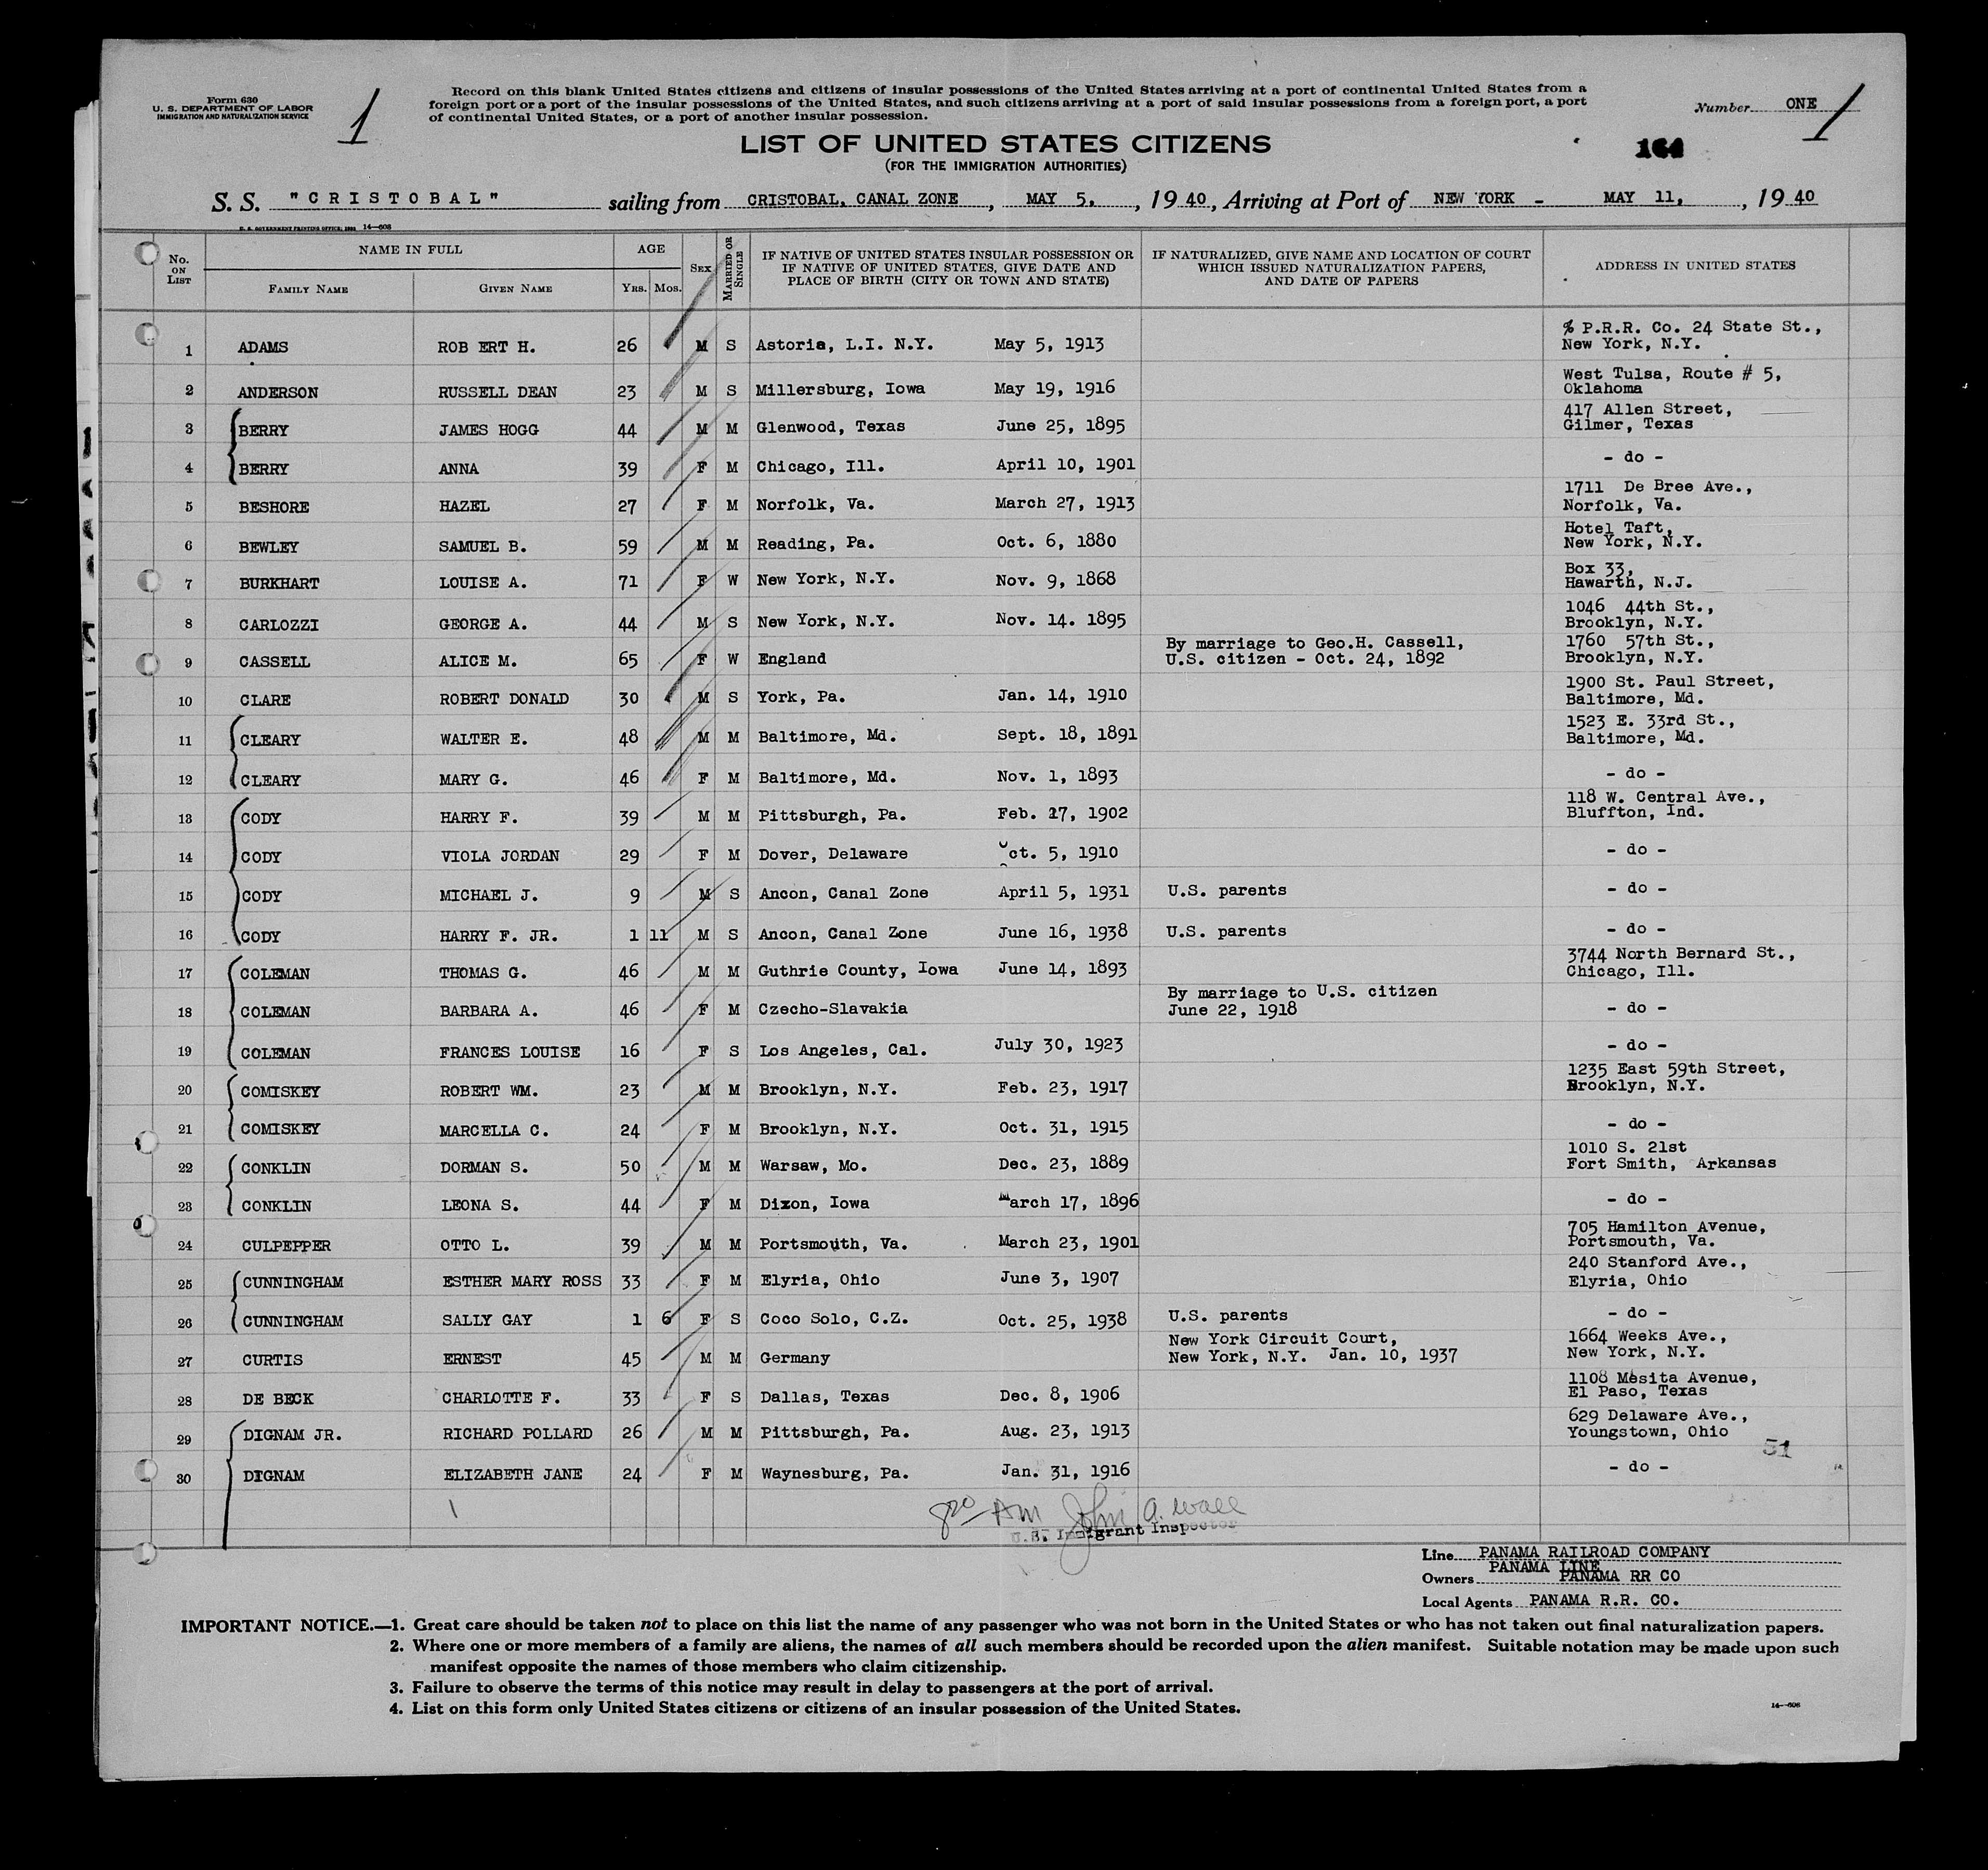 Form 630
U. S. DEPARTMENT OF LABOR
IMMIGRATION AND NATURALIZATION SERVICE
1
Record on this blank United States citizens and citizens of insular possessions of the United States arriving at a port of continental United States from a
foreign port or a port of the insular possessions of the United States, and such citizens arriving at a port of said insular possessions from a foreign port, a port
of continental United States, or a port of another insular possession.
Number ONE 1
LIST OF UNITED STATES CITIZENS
(FOR THE IMMIGRATION AUTHORITIES)
164
S. S. "CRISTOBAL" sailing from CRISTOBAL, CANAL ZONE, MAY 5, 1940, Arriving at Port of NEW YORK - MAY 11, 1940
No. ON LIST
NAME IN FULL
FAMILY NAME GIVEN NAME
AGE
YRS. MOS.
SEX
MARRIED OR SINGLE
IF NATIVE OF UNITED STATES INSULAR POSSESSION OR
IF NATIVE OF UNITED STATES, GIVE DATE AND
PLACE OF BIRTH (CITY OR TOWN AND STATE)
IF NATURALIZED, GIVE NAME AND LOCATION OF COURT
WHICH ISSUED NATURALIZATION PAPERS,
AND DATE OF PAPERS
ADDRESS IN UNITED STATES
1 ADAMS ROB ERT H. 26 M S Astoria, L.I. N.Y. May 5, 1913 % P.R.R. Co. 24 State St.,
New York, N.Y.
2 ANDERSON RUSSELL DEAN 23 M S Millersburg, Iowa May 19, 1916 West Tulsa, Route # 5,
Oklahoma
3 BERRY JAMES HOGG 44 M M Glenwood, Texas June 25, 1895 417 Allen Street,
Gilmer, Texas
4 BERRY ANNA 39 F M Chicago, Ill. April 10, 1901 - do -
5 BESHORE HAZEL 27 F M Norfolk, Va. March 27, 1913 1711 De Bree Ave.,
Norfolk, Va.
6 BEWLEY SAMUEL B. 59 M M Reading, Pa. Oct. 6, 1880 Hotel Taft,
New York, N.Y.
7 BURKHART LOUISE A. 71 F W New York, N.Y. Nov. 9, 1868 Box 33,
Hawarth, N.J.
8 CARLOZZI GEORGE A. 44 M S New York, N.Y. Nov. 14. 1895 1046 44th St.,
Brooklyn, N.Y.
9 CASSELL ALICE M. 65 F W England By marriage to Geo.H. Cassell,
U.S. citizen - Oct. 24, 1892 1760 57th St.,
Brooklyn, N.Y.
10 CLARE ROBERT DONALD 30 M S York, Pa. Jan. 14, 1910 1900 St. Paul Street,
Baltimore, Md.
11 CLEARY WALTER E. 48 M M Baltimore, Md. Sept. 18, 1891 1523 E. 33rd St.,
Baltimore, Md.
12 CLEARY MARY G. 46 F M Baltimore, Md. Nov. 1, 1893 - do -
13 CODY HARRY F. 39 M M Pittsburgh, Pa. Feb. 27, 1902 118 W. Central Ave.,
Bluffton, Ind.
14 CODY VIOLA JORDAN 29 F M Dover, Delaware Oct. 5, 1910 - do -
15 CODY MICHAEL J. 9 M S Ancon, Canal Zone April 5, 1931 U.S. parents - do -
16 CODY HARRY F. JR. 1 11 M S Ancon, Canal Zone June 16, 1938 U.S. parents - do -
17 COLEMAN THOMAS G. 46 M M Guthrie County, Iowa June 14, 1893 3744 North Bernard St.,
Chicago, Ill.
18 COLEMAN BARBARA A. 46 F M Czecho-Slavakia By marriage to U.S. citizen
June 22, 1918 - do -
19 COLEMAN FRANCES LOUISE 16 F S Los Angeles, Cal. July 30, 1923 - do -
20 COMISKEY ROBERT WM. 23 M M Brooklyn, N.Y. Feb. 23, 1917 1235 East 59th Street,
Brooklyn, N.Y.
21 COMISKEY MARCELLA C. 24 F M Brooklyn, N.Y. Oct. 31, 1915 - do -
22 CONKLIN DORMAN S. 50 M M Warsaw, Mo. Dec. 23, 1889 1010 S. 21st
Fort Smith, Arkansas
23 CONKLIN LEONA S. 44 F M Dixon, Iowa March 17, 1896 - do -
24 CULPEPPER OTTO L. 39 M M Portsmouth, Va. March 23, 1901 705 Hamilton Avenue,
Portsmouth, Va.
25 CUNNINGHAM ESTHER MARY ROSS 33 F M Elyria, Ohio June 3, 1907 240 Stanford Ave.,
Elyria, Ohio
26 CUNNINGHAM SALLY GAY 1 6 F S Coco Solo, C.Z. Oct. 25, 1938 U.S. parents - do -
27 CURTIS ERNEST 45 M M Germany New York Circuit Court,
New York, N.Y. Jan. 10, 1937 1664 Weeks Ave.,
New York, N.Y.
28 DE BECK CHARLOTTE F. 33 F S Dallas, Texas Dec. 8, 1906 1108 Mesita Avenue,
El Paso, Texas
29 DIGNAM JR. RICHARD POLLARD 26 M M Pittsburgh, Pa. Aug. 23, 1913 629 Delaware Ave.,
Youngstown, Ohio
51
30 DIGNAM ELIZABETH JANE 24 F M Waynesburg, Pa. Jan. 31, 1916 - do -
820 AM John A. Wall
U.S. Immigrant Inspector
Line PANAMA RAILROAD COMPANY
PANAMA LINE
Owners PANAMA RR CO
Local Agents PANAMA R.R. CO.
IMPORTANT NOTICE.—1. Great care should be taken not to place on this list the name of any passenger who was not born in the United States or who has not taken out final naturalization papers.
2. Where one or more members of a family are aliens, the names of all such members should be recorded upon the alien manifest. Suitable notation may be made upon such
manifest opposite the names of those members who claim citizenship.
3. Failure to observe the terms of this notice may result in delay to passengers at the port of arrival.
4. List on this form only United States citizens or citizens of an insular possession of the United States.